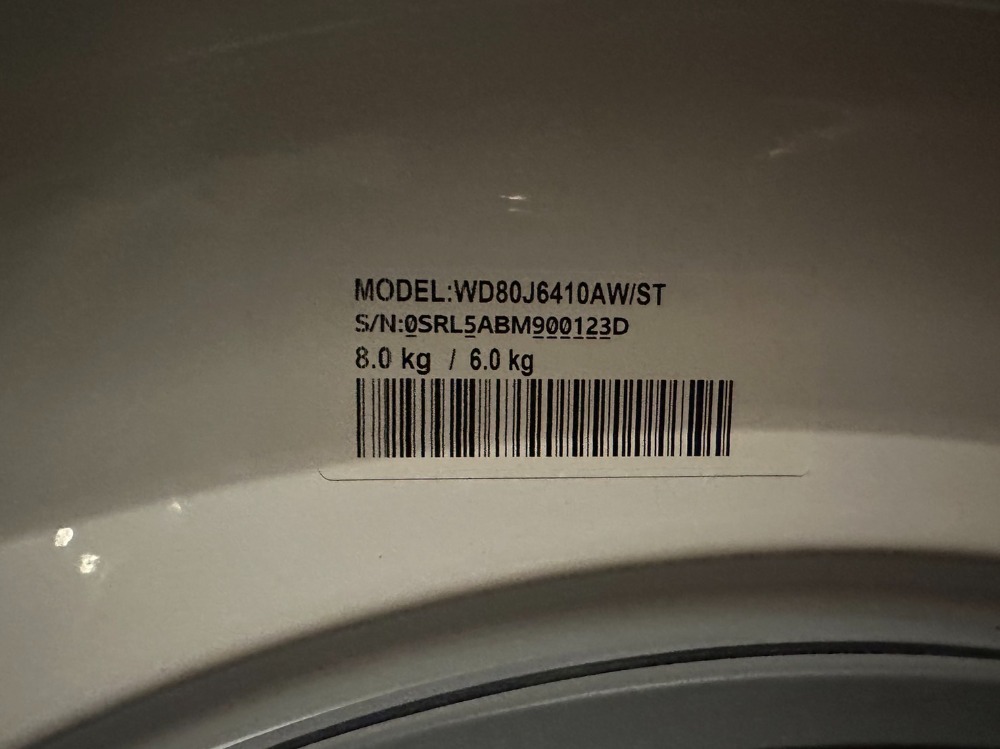 MODEL:WD80J6410AW/ST
S/N:0SRL5ABM900123D
8.0 kg / 6.0 kg